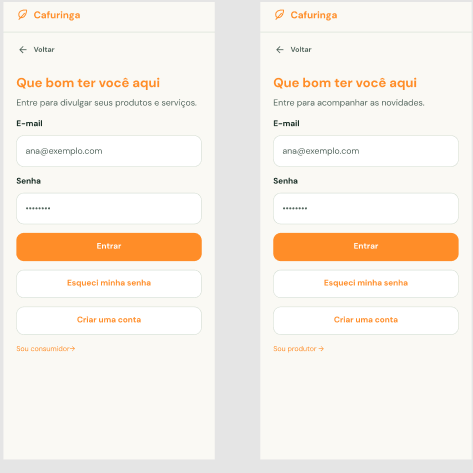 Cafuringa
← Voltar
Que bom ter você aqui
Entre para divulgar seus produtos e serviços.
E-mail
ana@exemplo.com
Senha
••••••••
Entrar
Esqueci minha senha
Criar uma conta
Sou consumidor→
Cafuringa
← Voltar
Que bom ter você aqui
Entre para acompanhar as novidades.
E-mail
ana@exemplo.com
Senha
••••••••
Entrar
Esqueci minha senha
Criar uma conta
Sou produtor →